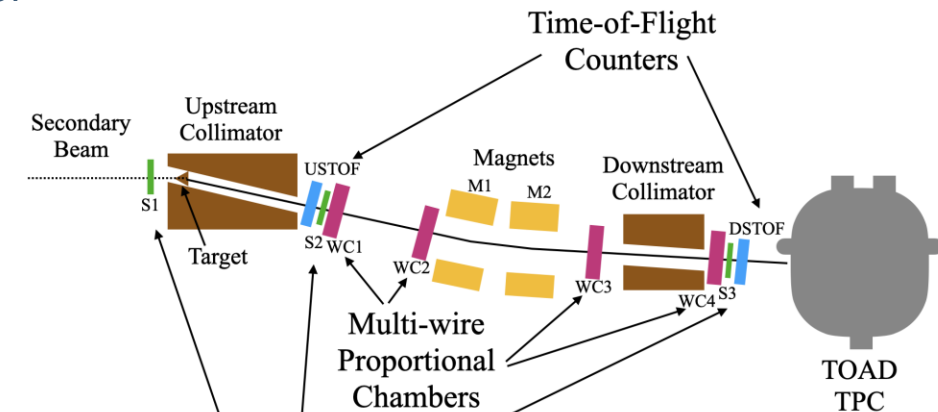 Time-of-Flight
Counters
Secondary
Beam
Upstream
Collimator
USTOF
Magnets
M1
M2
Downstream
Collimator
DSTOF
S1
Target
S2
WC1
WC2
WC3
WC4
S3
Multi-wire
Proportional
Chambers
TOAD
TPC